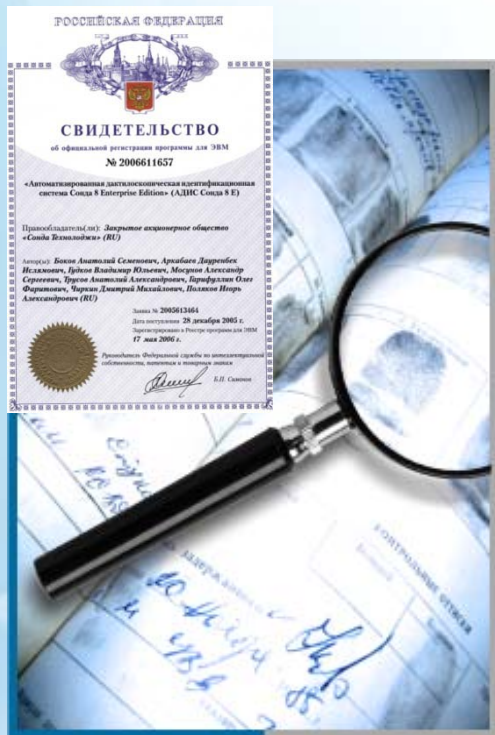 РОССИЙСКАЯ ФЕДЕРАЦИЯ
СВИДЕТЕЛЬСТВО
об официальной регистрации программы для ЭВМ
№ 2006611657
«Автоматизированная дактилоскопическая идентификационная
система Сонда 8 Enterprise Edition» (АДИС Сонда 8 Е)
Правообладатель(ли): Закрытое акционерное общество
«Сонда Технолоджи» (RU)
Автор(ы): Боков Анатолий Семенович, Аркабаев Дауренбек
Ислямович, Гудков Владимир Юльевич, Мосунов Александр
Сергеевич, Трусов Анатолий Александрович, Гарифуллин Олег
Фаритович, Чиркин Дмитрий Михайлович, Поляков Игорь
Александрович (RU)
Заявка № 2005613464
Дата поступления 28 декабря 2005 г.
Зарегистрировано в Реестре программ для ЭВМ
17 мая 2006 г.
Руководитель Федеральной службы по интеллектуальной
собственности, патентам и товарным знакам
Б.П. Симонов
КОНТРОЛЬНЫЕ ОТТИСКИ